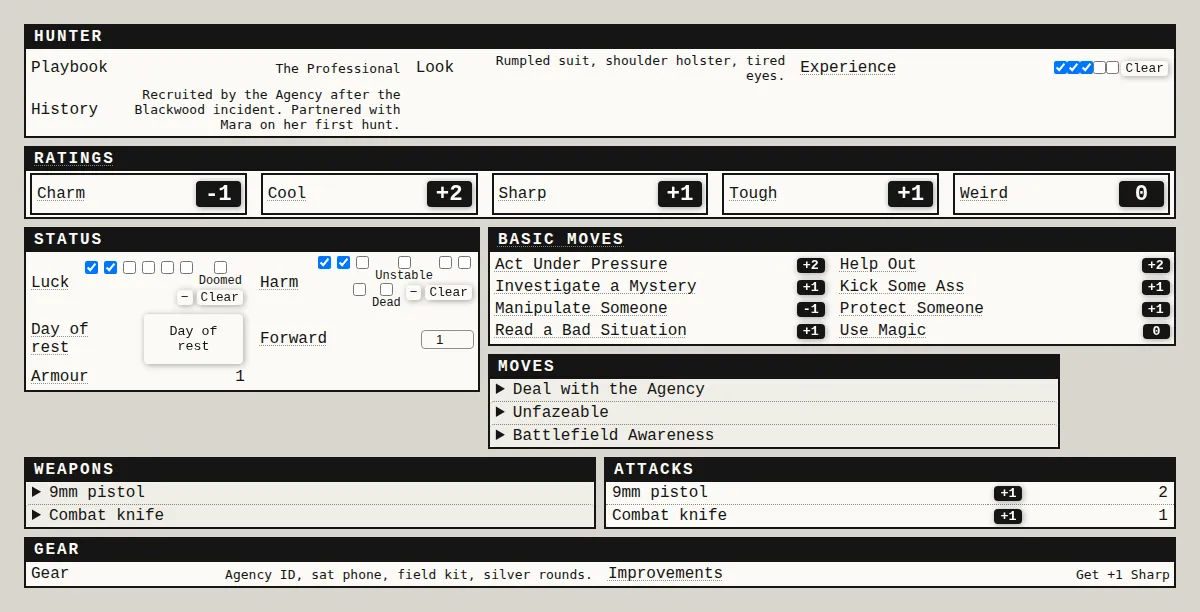 HUNTER
Playbook The Professional Look Rumpled suit, shoulder holster, tired
eyes. Experience Clear
History Recruited by the Agency after the
Blackwood incident. Partnered with
Mara on her first hunt.
RATINGS
Charm -1 Cool +2 Sharp +1 Tough +1 Weird 0
STATUS
Luck Doomed
− Clear
Harm Unstable
Dead − Clear
Day of
rest
Day of
rest
Forward 1
Armour 1
BASIC MOVES
Act Under Pressure +2 Help Out +2
Investigate a Mystery +1 Kick Some Ass +1
Manipulate Someone -1 Protect Someone +1
Read a Bad Situation +1 Use Magic 0
MOVES
Deal with the Agency
Unfazeable
Battlefield Awareness
WEAPONS
9mm pistol
Combat knife
ATTACKS
9mm pistol +1 2
Combat knife +1 1
GEAR
Gear Agency ID, sat phone, field kit, silver rounds. Improvements Get +1 Sharp